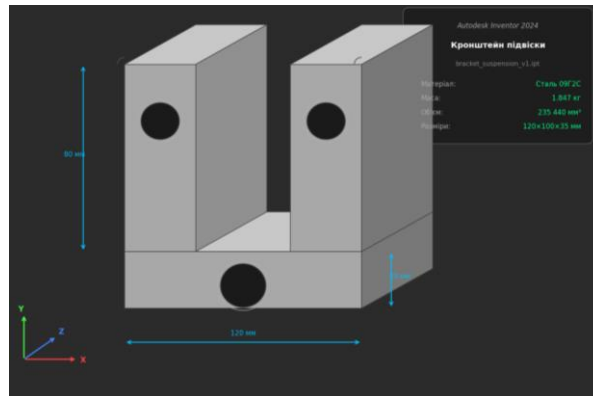 Autodesk Inventor 2024
Кронштейн підвіски
bracket_suspension_v1.ipt
Матеріал: Сталь 09Г2С
Маса: 1.847 кг
Об'єм: 235 440 мм³
Розміри: 120×100×35 мм
80 мм
мм
120 мм
Y
Z
X